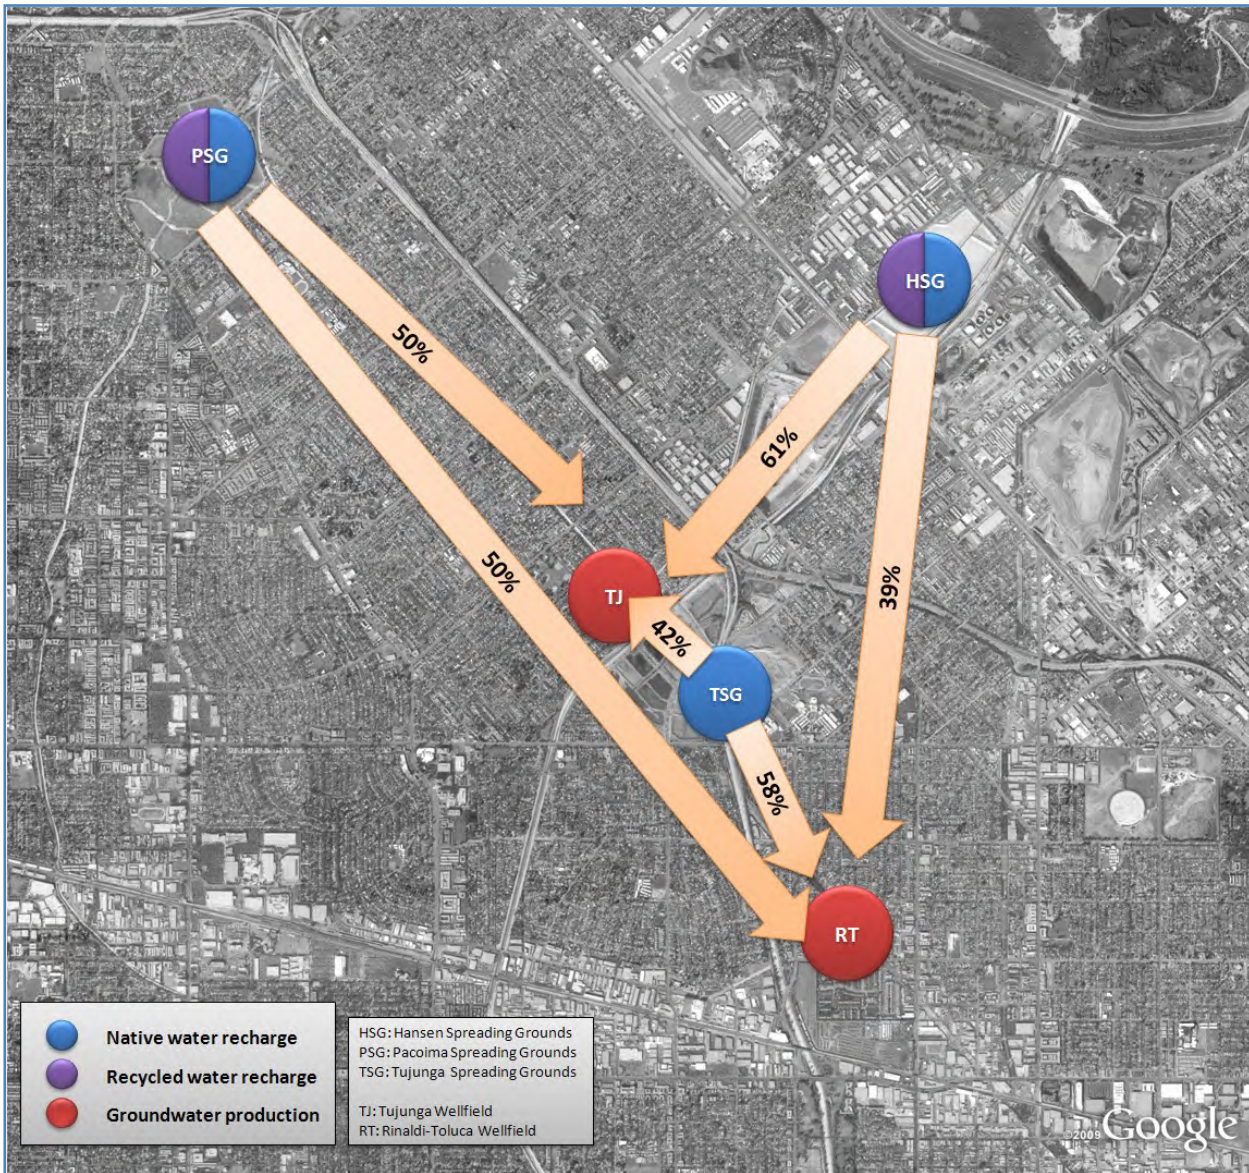 PSG
HSG
50%
61%
50%
39%
TJ
42%
TSG
58%
RT
Native water recharge
Recycled water recharge
Groundwater production
HSG: Hansen Spreading Grounds
PSG: Pacoima Spreading Grounds
TSG: Tujunga Spreading Grounds
TJ: Tujunga Wellfield
RT: Rinaldi-Toluca Wellfield
©2009 Google